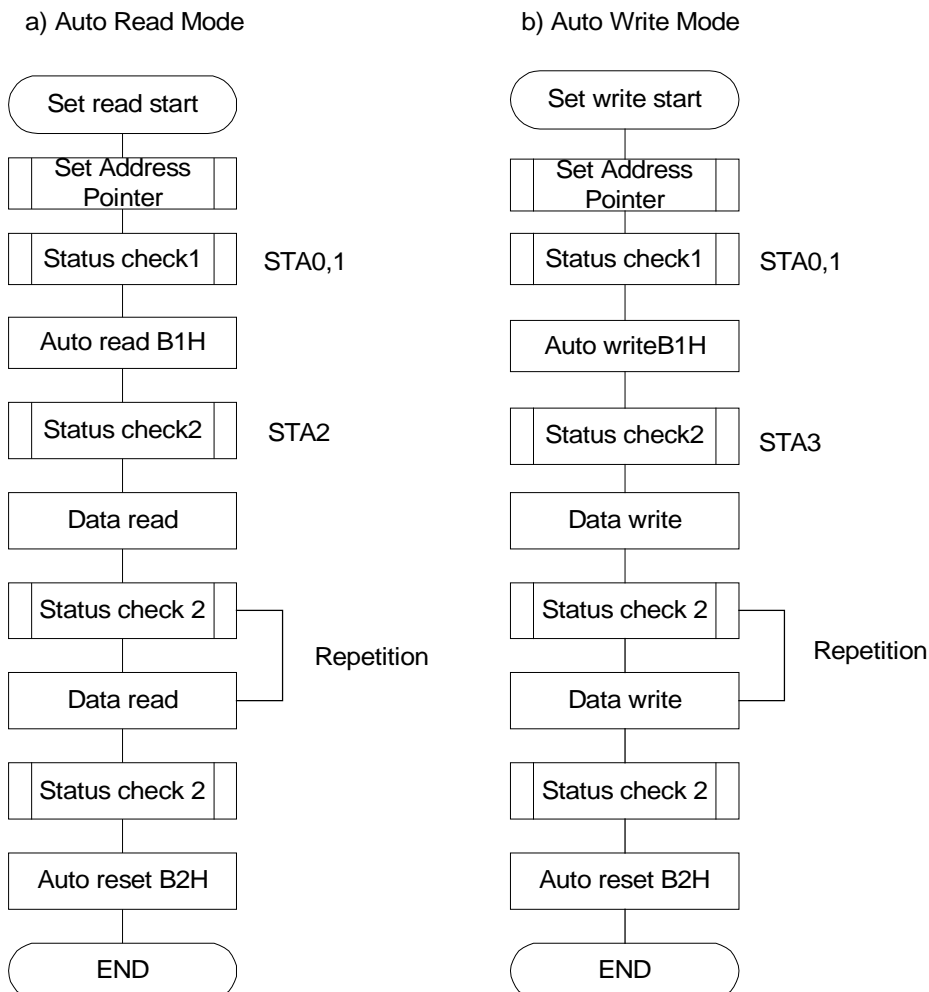 a) Auto Read Mode
Set read start
Set Address
Pointer
Status check1
STA0,1
Auto read B1H
Status check2
STA2
Data read
Status check 2
Repetition
Data read
Status check 2
Auto reset B2H
END
b) Auto Write Mode
Set write start
Set Address
Pointer
Status check1
STA0,1
Auto writeB1H
Status check2
STA3
Data write
Status check 2
Repetition
Data write
Status check 2
Auto reset B2H
END